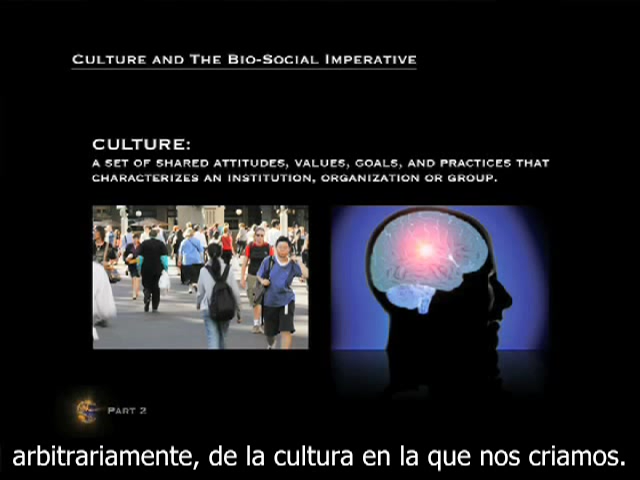 CULTURE AND THE BIO-SOCIAL IMPERATIVE
CULTURE:
A SET OF SHARED ATTITUDES, VALUES, GOALS, AND PRACTICES THAT
CHARACTERIZES AN INSTITUTION, ORGANIZATION OR GROUP.
PART 2
arbitrariamente, de la cultura en la que nos criamos.